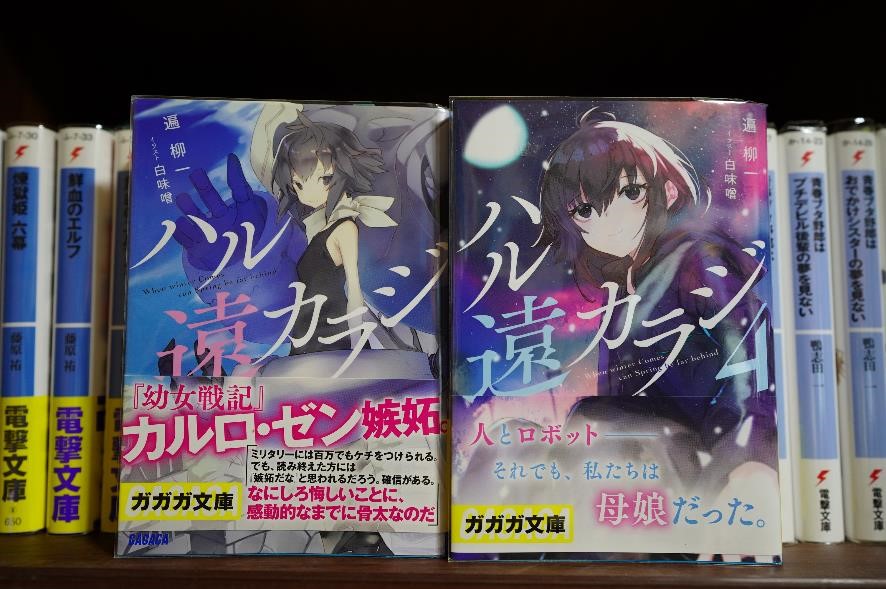 ふ-7-30
煉獄姫 六幕
藤原 祐
電撃文庫
630
ふ-7-33
鮮血のエルフ
藤原 祐
電撃文庫
遍 柳一
イラスト 白味噌
ハル
遠カラジ
When winter Comes
can Spring be far behind
『幼女戦記』
カルロ・ゼン嫉妬。
ミリタリーには百万でもケチをつけられる。
でも、読み終えた方には
「嫉妬だな」と思われるだろう。確信がある。
なにしろ悔しいことに、
感動的なまでに骨太なのだ
ガガガ文庫
GAGAGA
遍 柳一
イラスト 白味噌
ハル
遠カラジ
4
When winter Comes
can Spring be far behind
人とロボット――
それでも、私たちは
母娘だった。
ガガガ文庫
青春ブタ野郎は
プチデビル後輩の夢を見ない
鴨志田 一
電撃文庫
青春ブタ野郎は
おでかけシスターの夢を見ない
鴨志田 一
電撃文庫